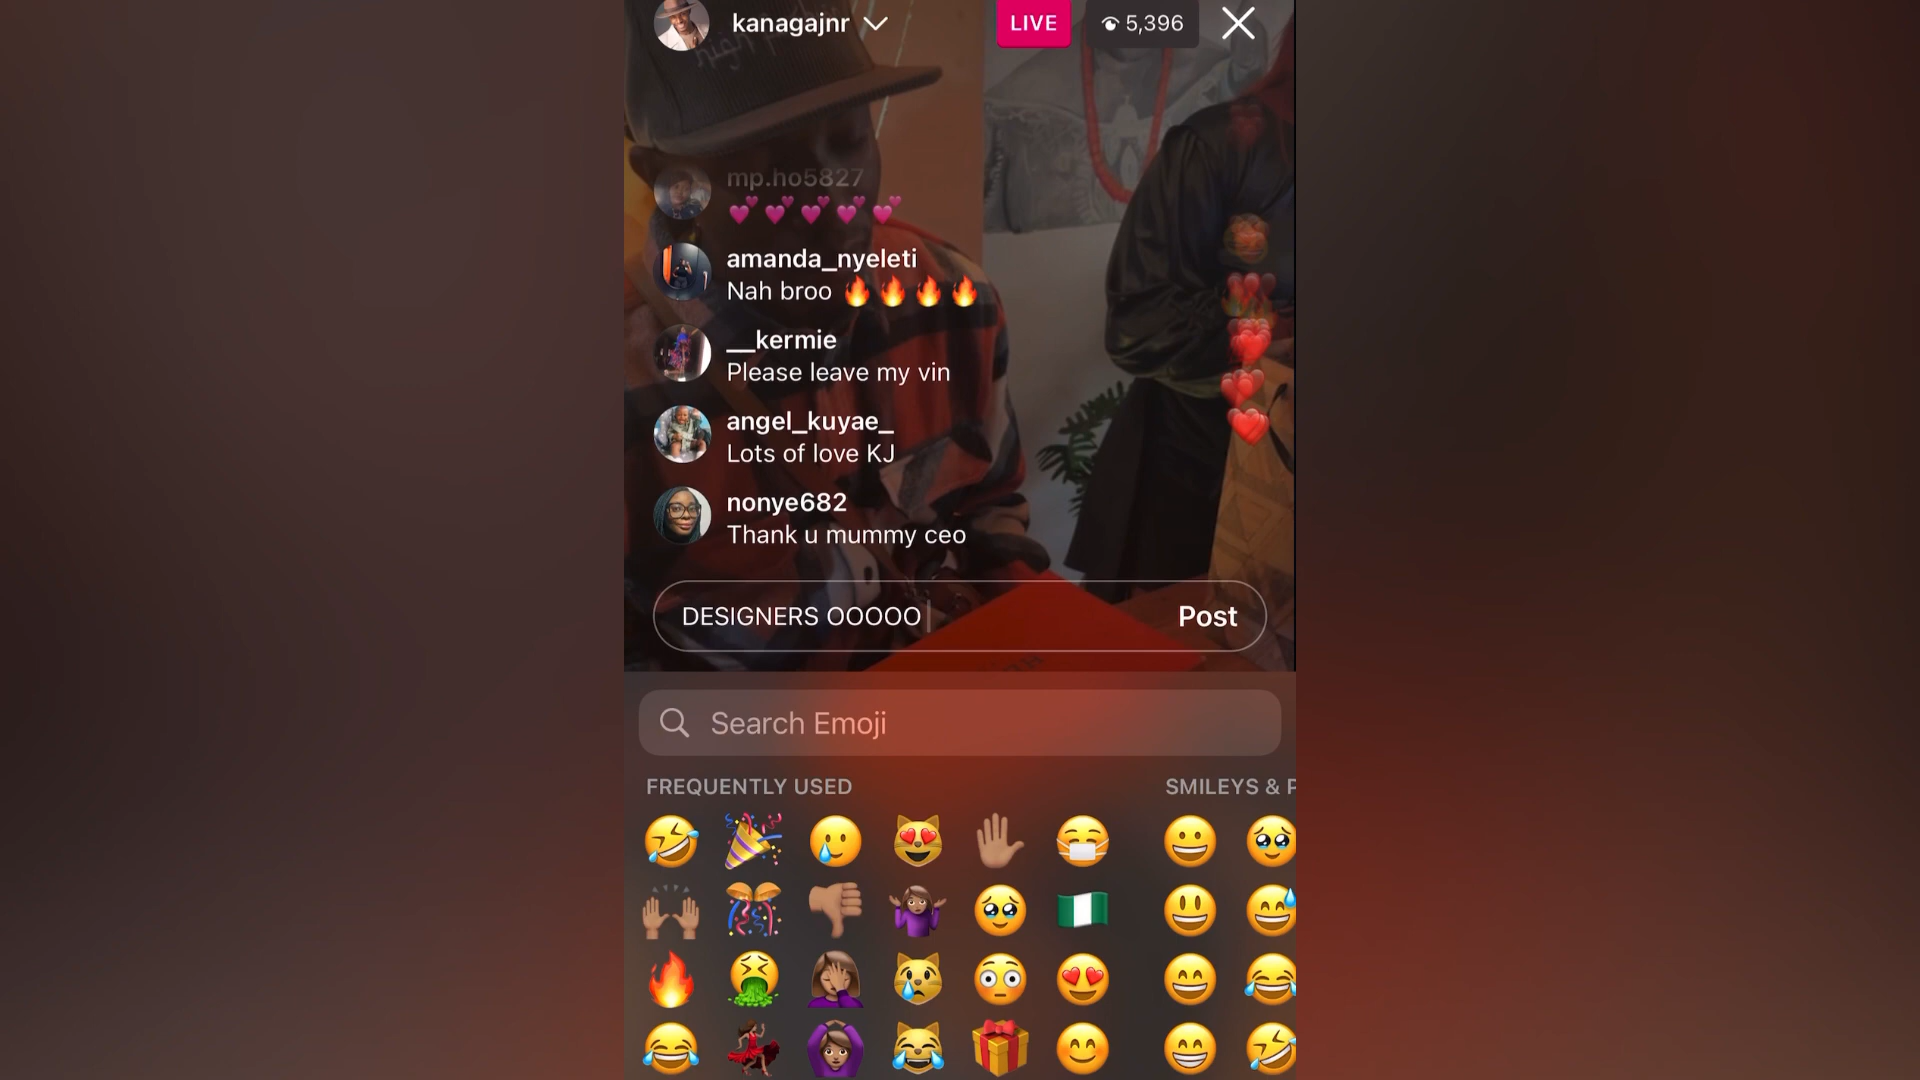 kanagajnr
LIVE
5,396
mp.ho5827
amanda_nyeleti
Nah broo 🔥🔥🔥🔥
__kermie
Please leave my vin
angel_kuyae_
Lots of love KJ
nonye682
Thank u mummy ceo
DESIGNERS OOOOO
Post
Search Emoji
FREQUENTLY USED
SMILEYS & P